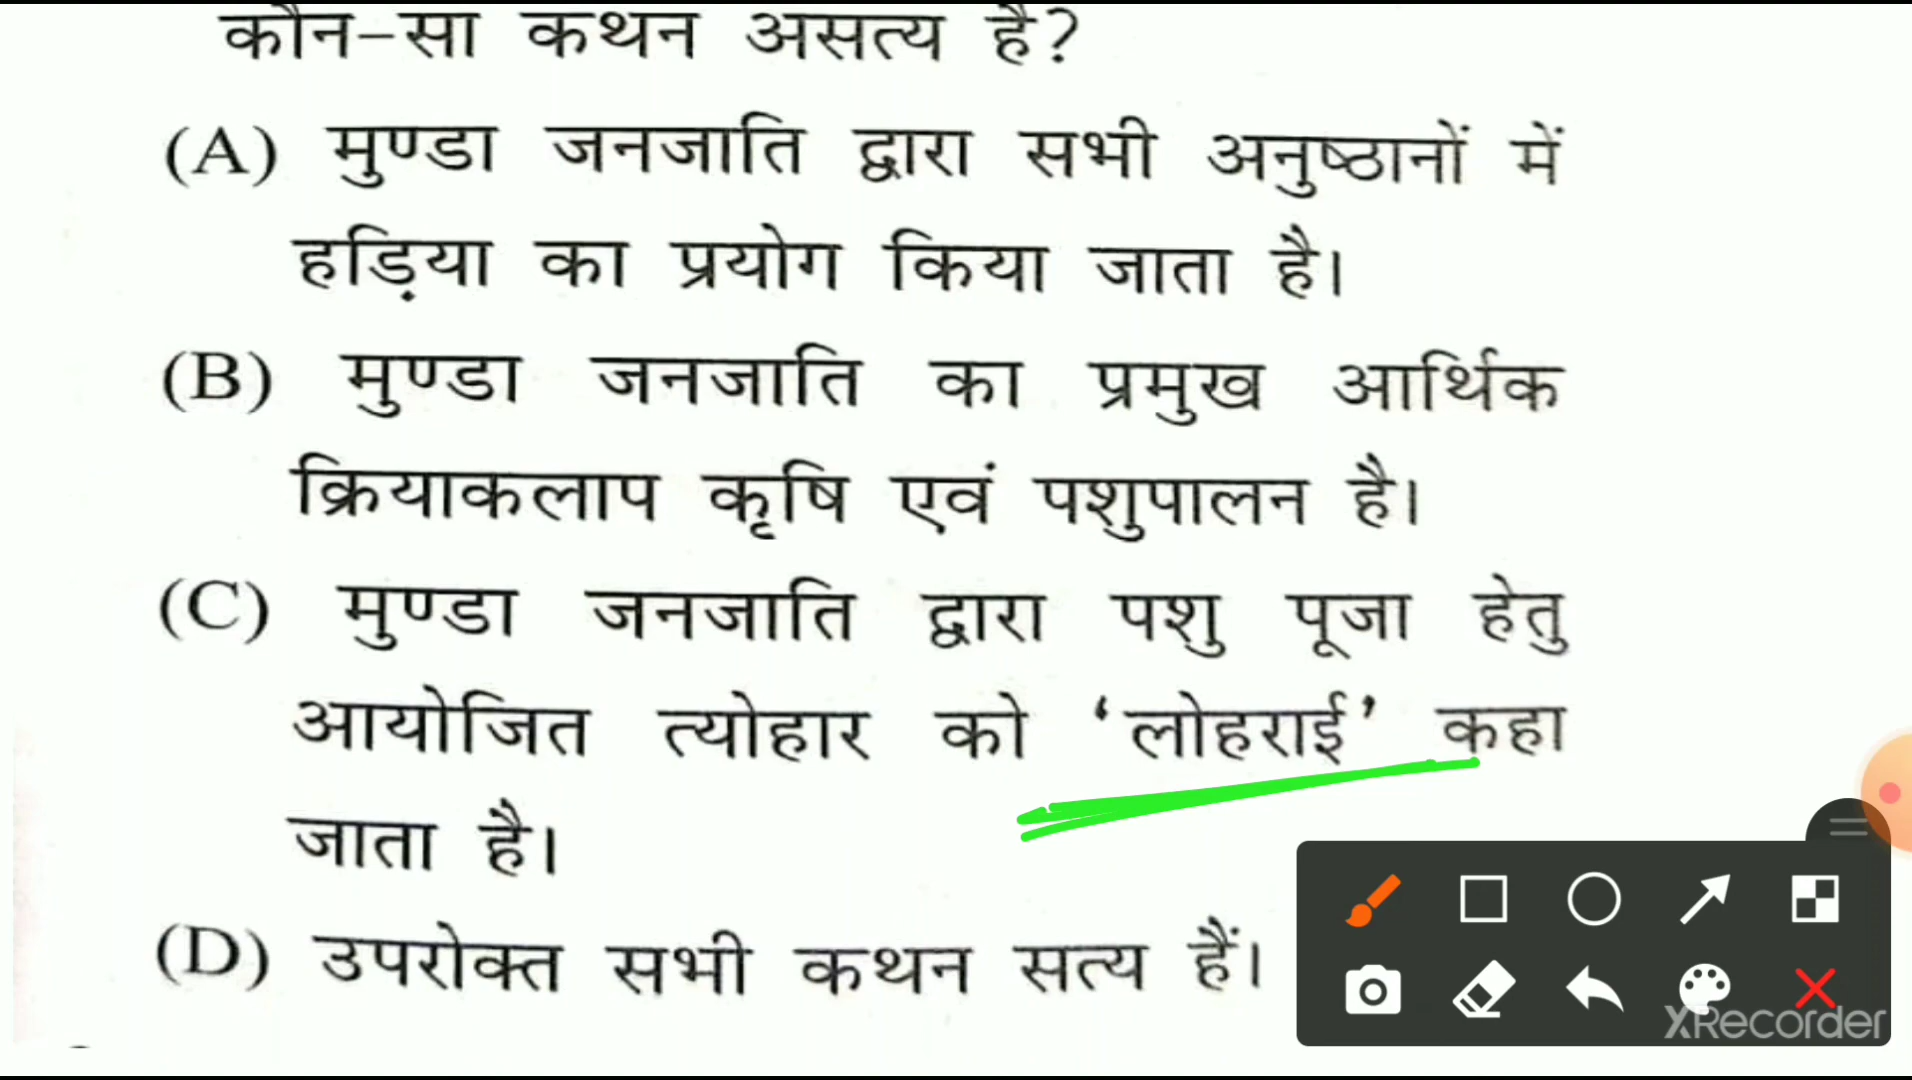 कौन-सा कथन असत्य है?
(A) मुण्डा जनजाति द्वारा सभी अनुष्ठानों में
हड़िया का प्रयोग किया जाता है।
(B) मुण्डा जनजाति का प्रमुख आर्थिक
क्रियाकलाप कृषि एवं पशुपालन है।
(C) मुण्डा जनजाति द्वारा पशु पूजा हेतु
आयोजित त्योहार को ‘लोहराई’ कहा
जाता है।
(D) उपरोक्त सभी कथन सत्य हैं।
XRecorder